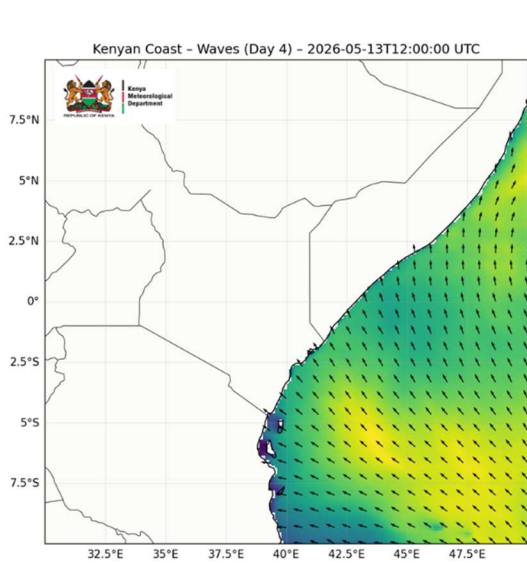 Kenyan Coast – Waves (Day 4) – 2026-05-13T12:00:00 UTC
Kenya
Meteorological
Department
REPUBLIC OF KENYA
7.5°N
5°N
2.5°N
0°
2.5°S
5°S
7.5°S
32.5°E 35°E 37.5°E 40°E 42.5°E 45°E 47.5°E